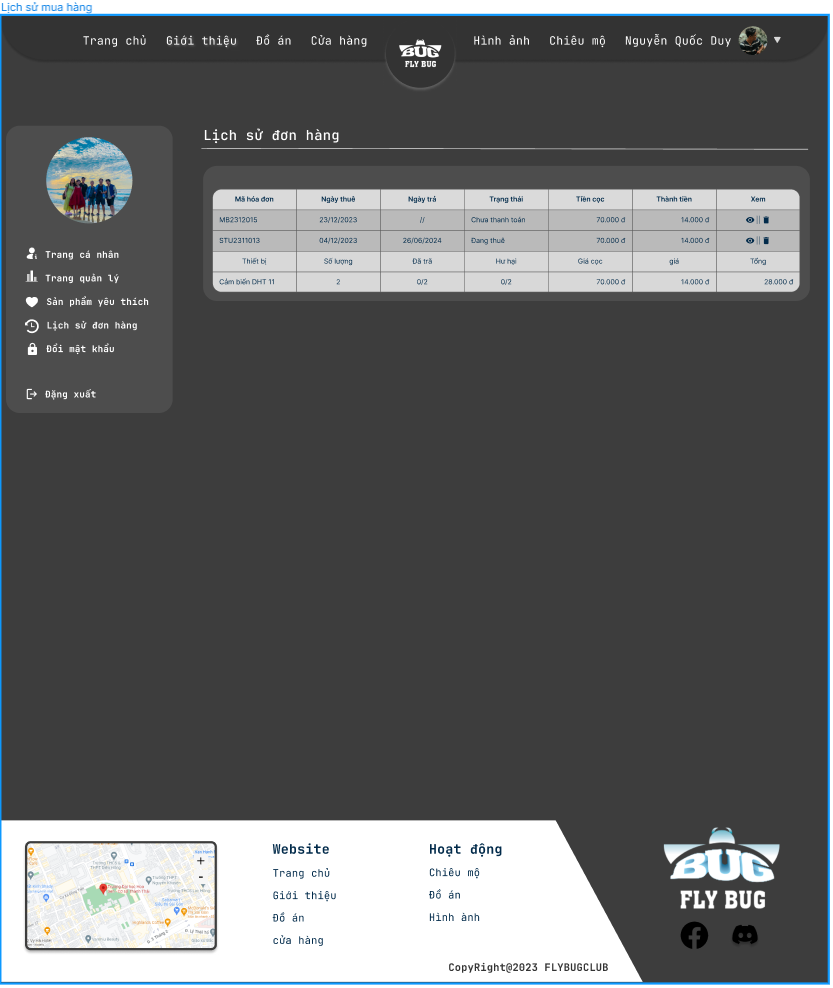 Lịch sử mua hàng
Trang chủ Giới thiệu Đồ án Cửa hàng BUG FLY BUG Hình ảnh Chiêu mộ Nguyễn Quốc Duy
Lịch sử đơn hàng
Mã hóa đơn Ngày thuê Ngày trả Trạng thái Tiền cọc Thành tiền Xem
MB2312015 23/12/2023 // Chưa thanh toán 70.000 đ 14.000 đ ||
STU2311013 04/12/2023 26/06/2024 Đang thuê 70.000 đ 14.000 đ ||
Thiết bị Số lượng Đã trả Hư hại Giá cọc giá Tổng
Cảm biến DHT 11 2 0/2 0/2 70.000 đ 14.000 đ 28.000 đ
Trang cá nhân
Trang quản lý
Sản phẩm yêu thích
Lịch sử đơn hàng
Đổi mật khẩu
Đặng xuất
Website
Trang chủ
Giới thiệu
Đồ án
cửa hàng
Hoạt động
Chiêu mộ
Đồ án
Hình ảnh
BUG
FLY BUG
CopyRight@2023 FLYBUGCLUB